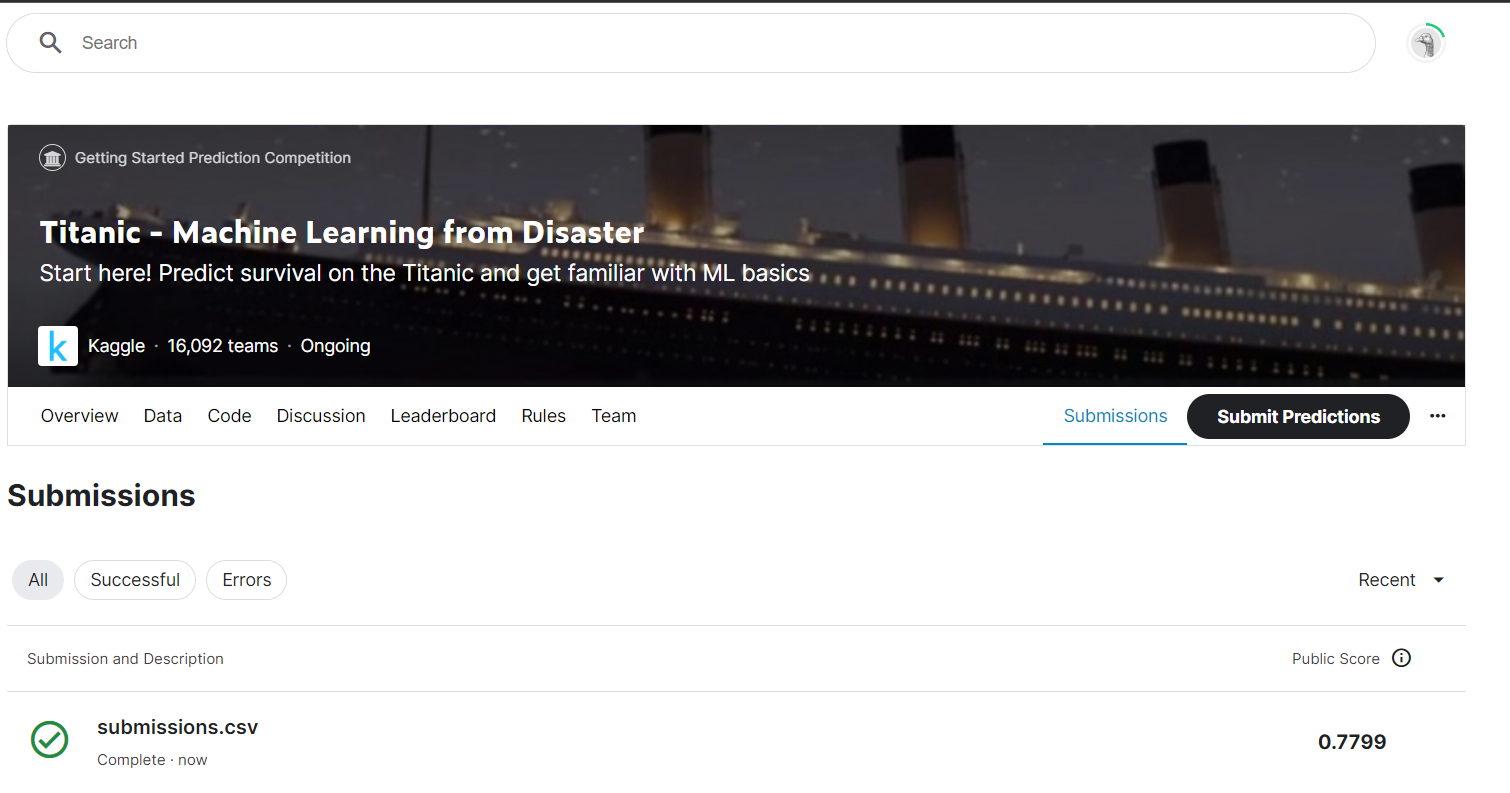 Search
Getting Started Prediction Competition
Titanic - Machine Learning from Disaster
Start here! Predict survival on the Titanic and get familiar with ML basics
k Kaggle · 16,092 teams · Ongoing
Overview Data Code Discussion Leaderboard Rules Team Submissions Submit Predictions ...
Submissions
All Successful Errors Recent
Submission and Description Public Score
submissions.csv
Complete · now
0.7799